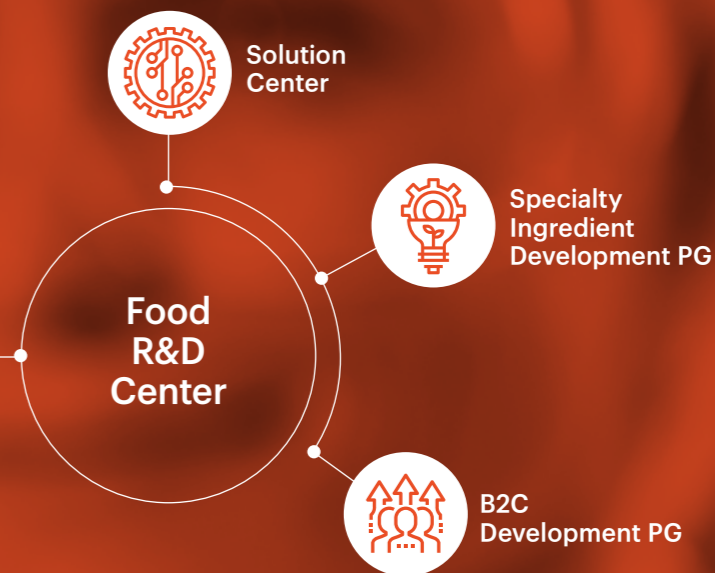 Solution
Center
Specialty
Ingredient
Development PG
Food
R&D
Center
B2C
Development PG